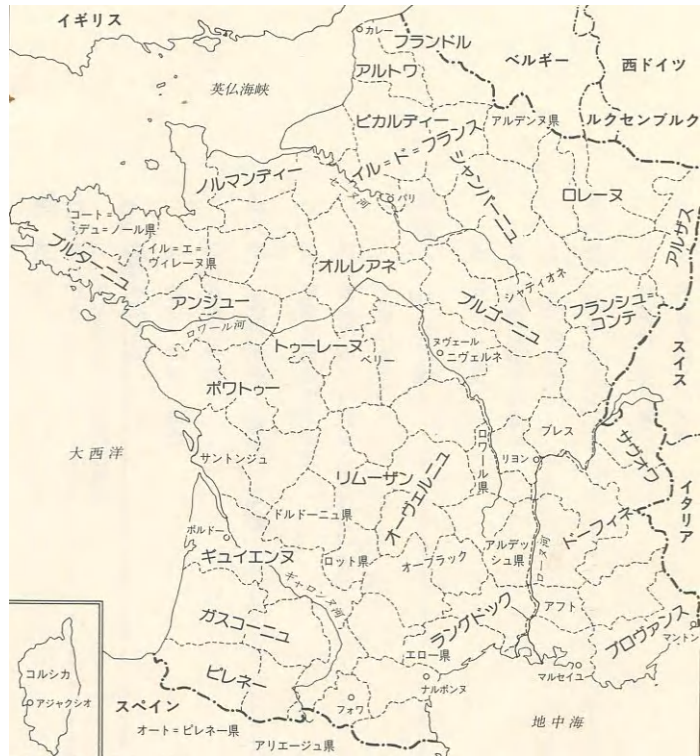 イギリス
カレー
フランドル
アルトワ
ベルギー
西ドイツ
英仏海峡
ピカルディー
アルデンヌ県
ルクセンブルク
イル=ド=フランス
シャンパーニュ
ノルマンディー
セーヌ河
パリ
ロレーヌ
アルザス
コート=
デュ=ノール県
ブルターニュ
イル=エ=
ヴィレーヌ県
オルレアネ
シャティオネ
アンジュー
ブルゴーニュ
フランシュ=
コンテ
ロワール河
トゥーレーヌ
ベリー
ヌヴェール
ニヴェルネ
スイス
ポワトゥー
大西洋
サントンジュ
リムーザン
オーヴェルニュ
ロワール県
リヨン
ブレス
サヴォワ
イタリア
ドルドーニュ県
ボルドー
ギュイエンヌ
ロット県
オーブラック
アルデッ
シュ県
ローヌ河
ドーフィネ
ギャロンヌ河
ガスコーニュ
ラングドック
アプト
プロヴァンス
マントン
コルシカ
アジャクシオ
ピレネー
エロー県
ナルボンヌ
マルセイユ
スペイン
フォワ
オート=ピレネー県
アリエージュ県
地中海